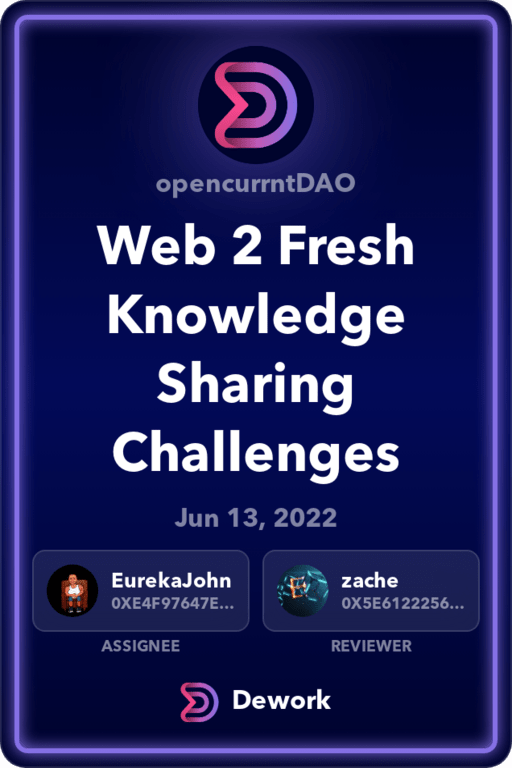 opencurrntDAO
Web 2 Fresh
Knowledge
Sharing
Challenges
Jun 13, 2022
EurekaJohn
0XE4F97647E...
ASSIGNEE
zache
0X5E6122256...
REVIEWER
Dework